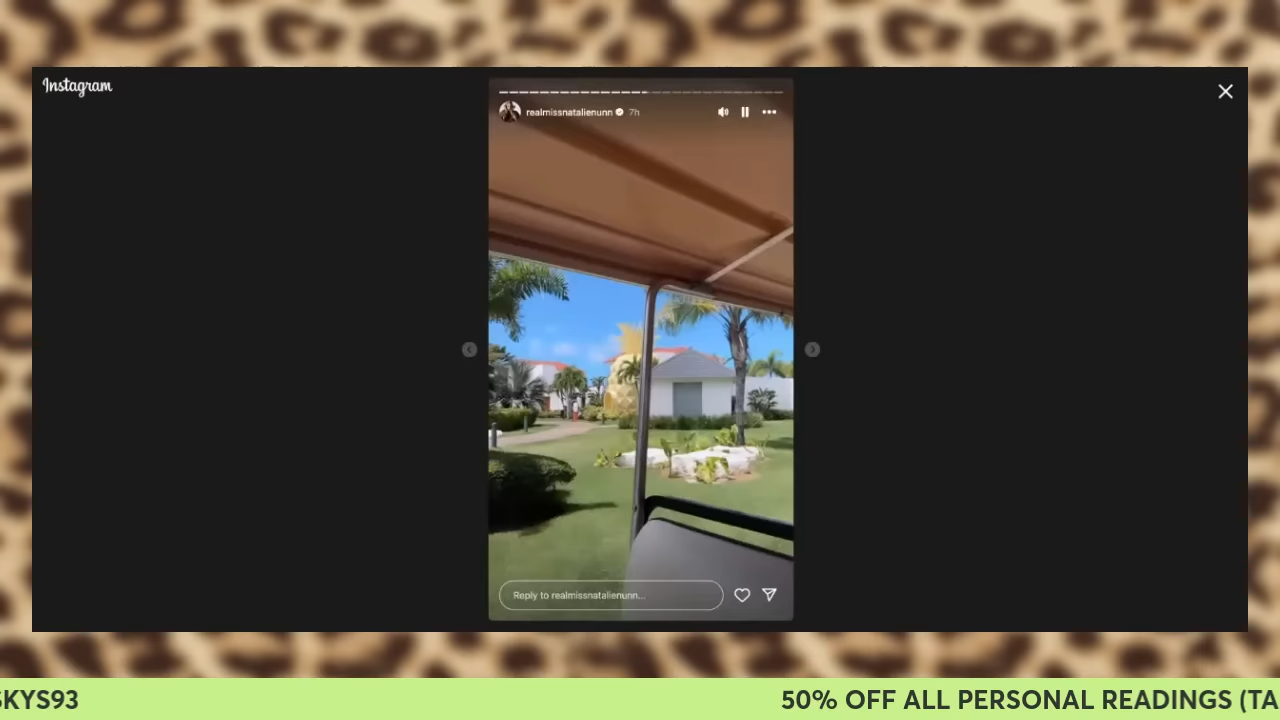 Instagram
realmissnatalienunn 7h
Reply to realmissnatalienunn...
SKYS93
50% OFF ALL PERSONAL READINGS (TA